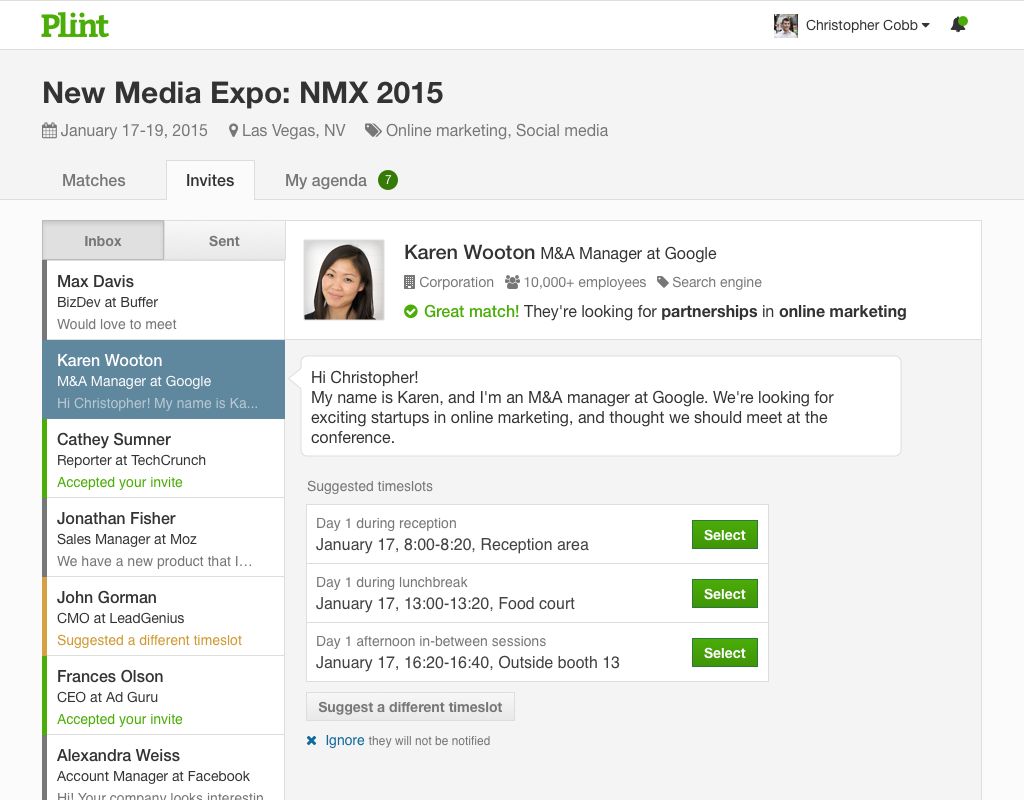 Plint
Christopher Cobb
New Media Expo: NMX 2015
January 17-19, 2015 Las Vegas, NV Online marketing, Social media
Matches Invites My agenda 7
Inbox Sent
Max Davis
BizDev at Buffer
Would love to meet
Karen Wooton
M&A Manager at Google
Hi Christopher! My name is Ka...
Cathey Sumner
Reporter at TechCrunch
Accepted your invite
Jonathan Fisher
Sales Manager at Moz
We have a new product that I…
John Gorman
CMO at LeadGenius
Suggested a different timeslot
Frances Olson
CEO at Ad Guru
Accepted your invite
Alexandra Weiss
Account Manager at Facebook
Hi! Your company looks interestin
Karen Wooton M&A Manager at Google
Corporation 10,000+ employees Search engine
Great match! They're looking for partnerships in online marketing
Hi Christopher!
My name is Karen, and I'm an M&A manager at Google. We're looking for
exciting startups in online marketing, and thought we should meet at the
conference.
Suggested timeslots
Day 1 during reception
January 17, 8:00-8:20, Reception area
Select
Day 1 during lunchbreak
January 17, 13:00-13:20, Food court
Select
Day 1 afternoon in-between sessions
January 17, 16:20-16:40, Outside booth 13
Select
Suggest a different timeslot
Ignore they will not be notified